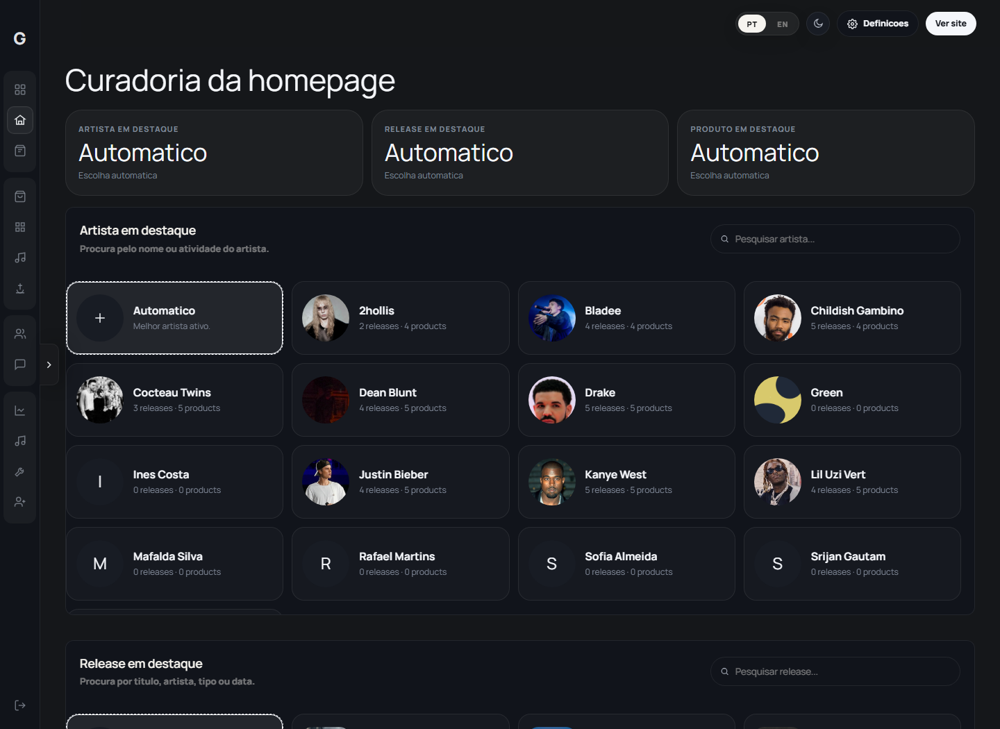 G
PT EN Definicoes Ver site
Curadoria da homepage
ARTISTA EM DESTAQUE
Automatico
Escolha automatica
RELEASE EM DESTAQUE
Automatico
Escolha automatica
PRODUTO EM DESTAQUE
Automatico
Escolha automatica
Artista em destaque
Procura pelo nome ou atividade do artista.
Pesquisar artista...
Automatico
Melhor artista ativo.
2hollis
2 releases · 4 products
Bladee
4 releases · 4 products
Childish Gambino
5 releases · 4 products
Cocteau Twins
3 releases · 5 products
Dean Blunt
4 releases · 5 products
Drake
5 releases · 5 products
Green
0 releases · 0 products
I
Ines Costa
0 releases · 0 products
Justin Bieber
4 releases · 5 products
Kanye West
5 releases · 5 products
Lil Uzi Vert
4 releases · 5 products
M
Mafalda Silva
0 releases · 0 products
R
Rafael Martins
0 releases · 0 products
S
Sofia Almeida
0 releases · 0 products
S
Srijan Gautam
0 releases · 0 products
Release em destaque
Procura por titulo, artista, tipo ou data.
Pesquisar release...